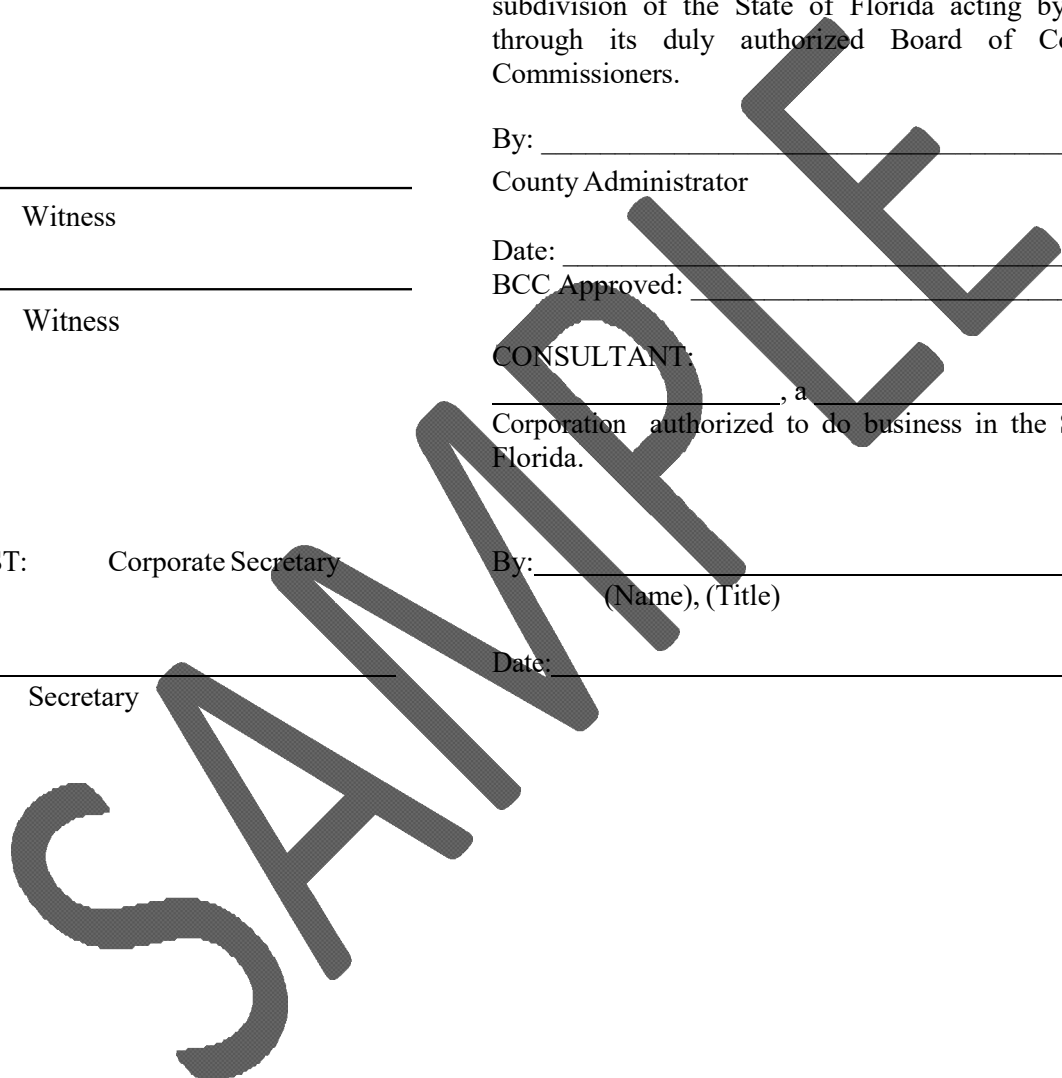 subdivision of the State of Florida acting by
through its duly authorized Board of
Commissioners.
By:
County Administrator
Witness
Date:
BCC Approved:
Witness
CONSULTANT:
, a
Corporation authorized to do business in the
Florida.
ST: Corporate Secretary
By:
(Name), (Title)
Date:
Secretary
SAMPLE